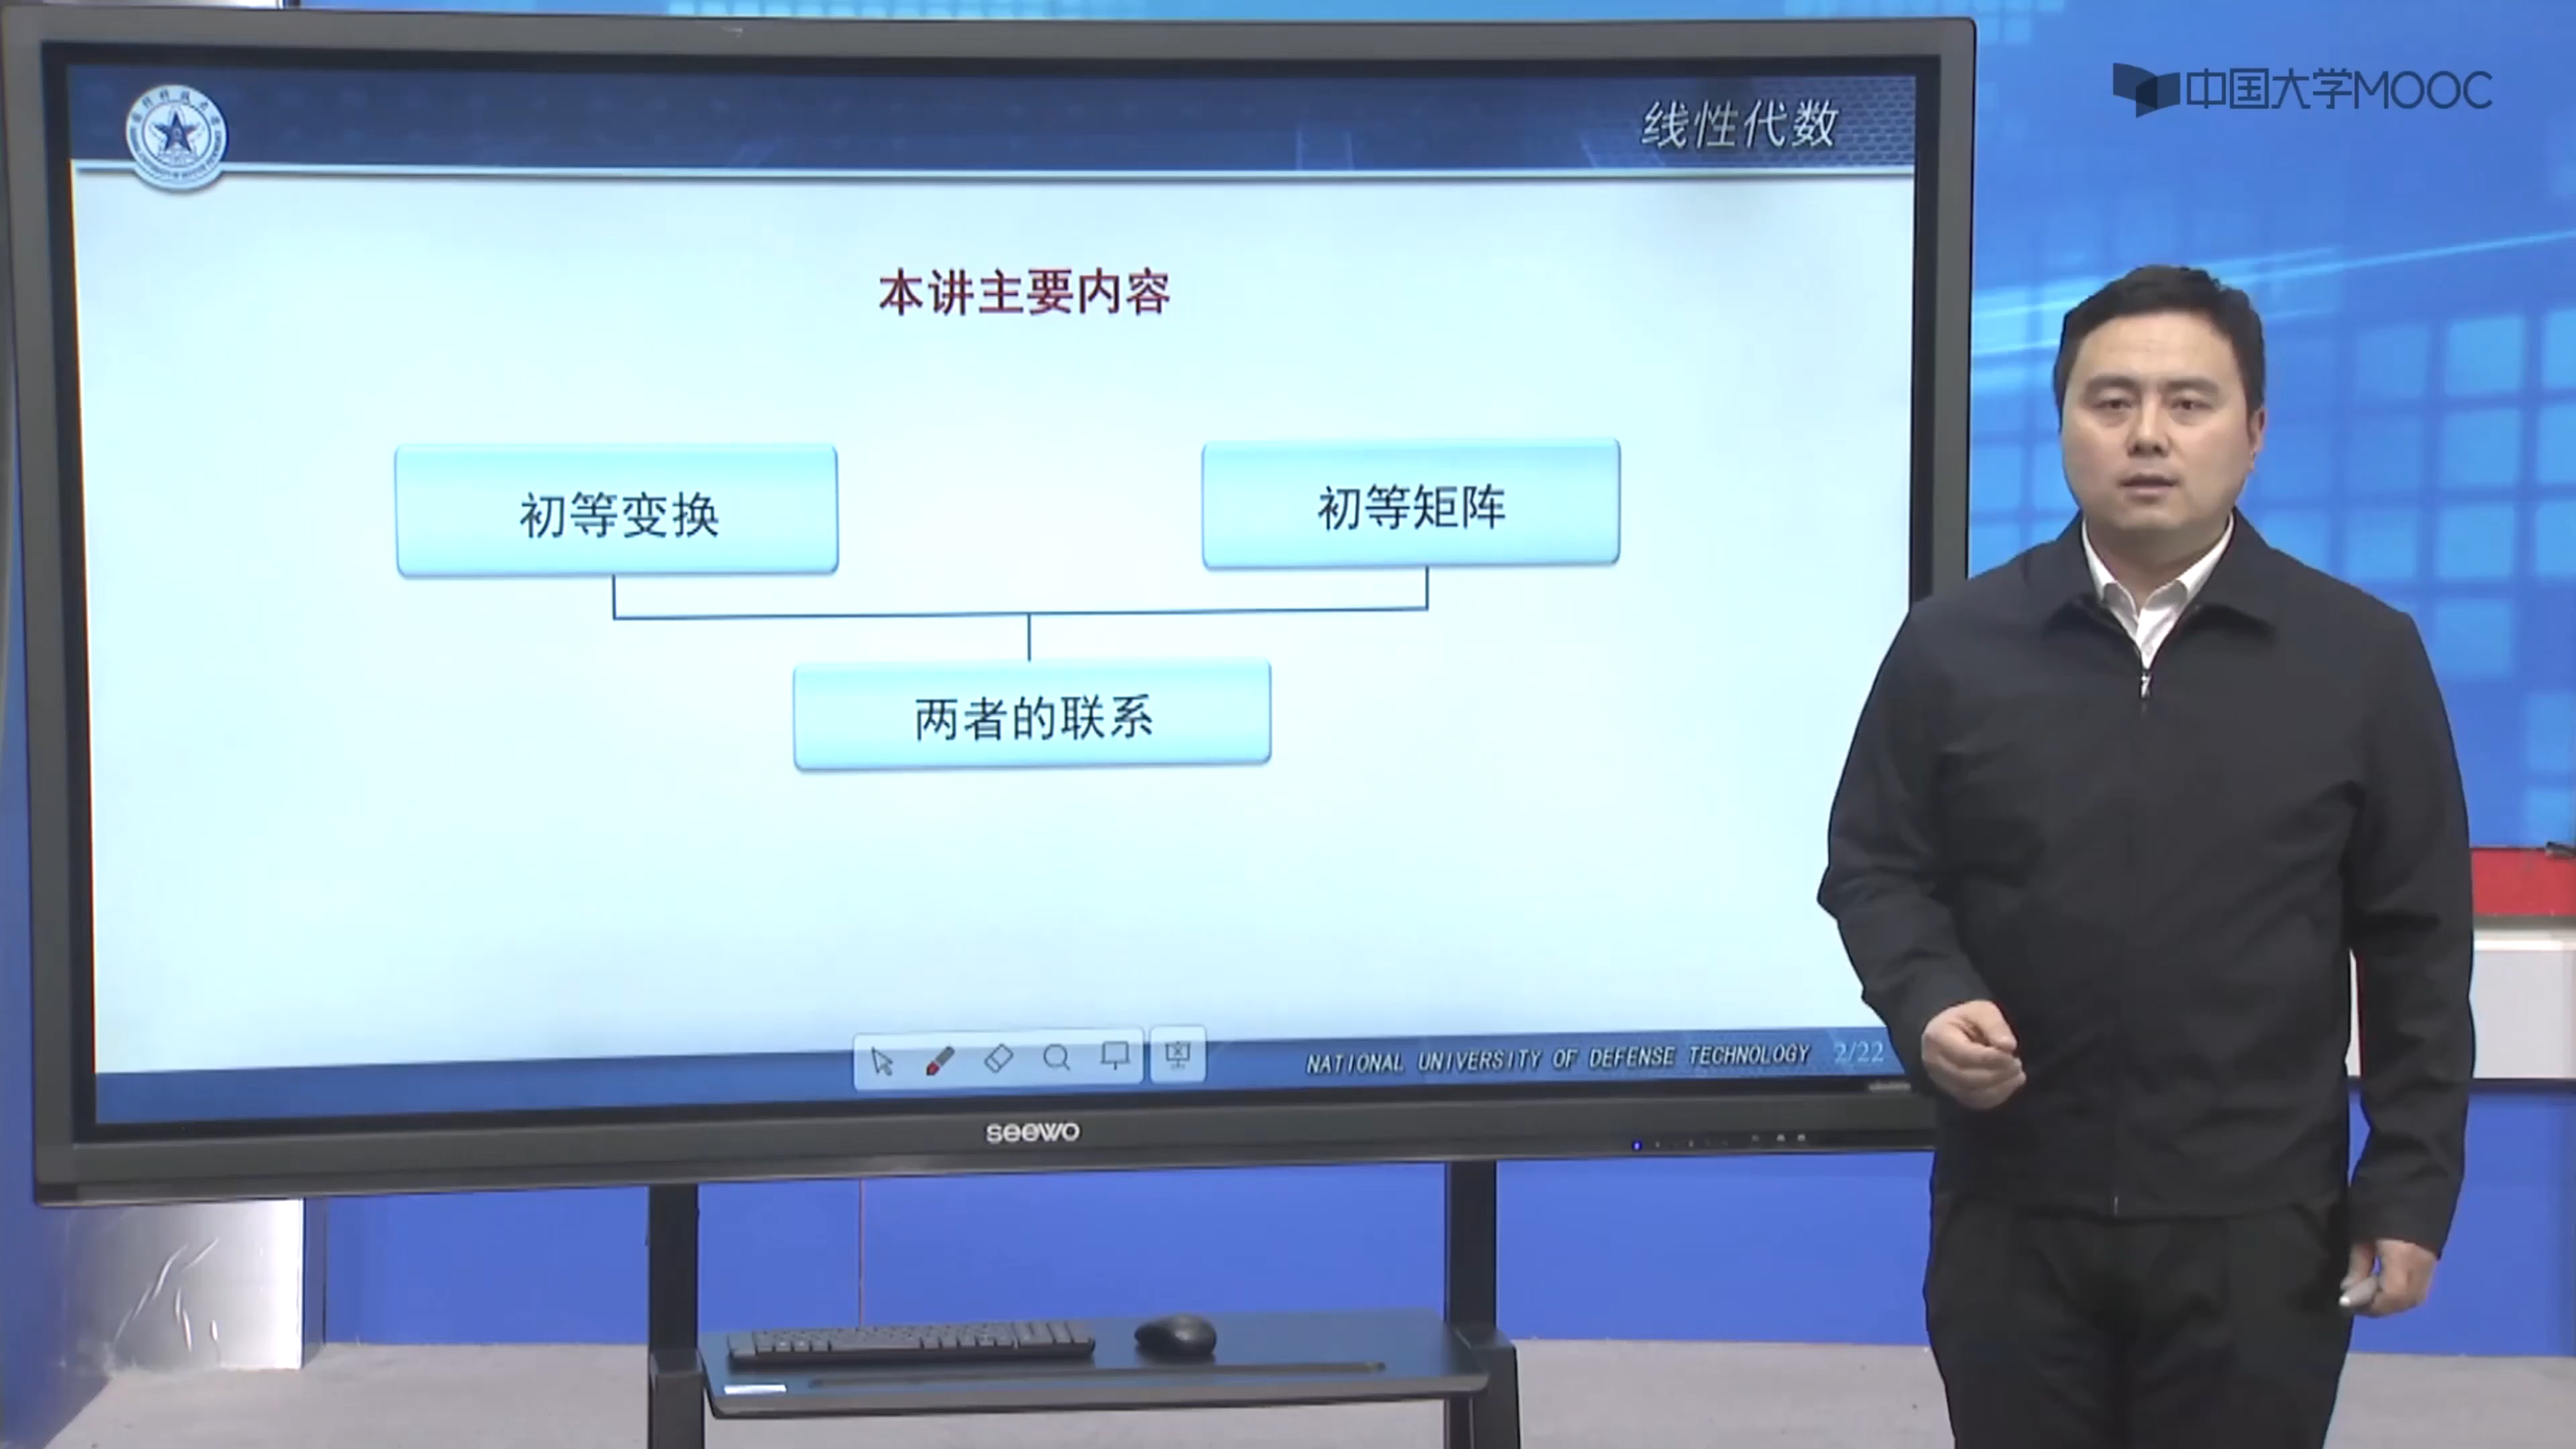 中国大学MOOC
线性代数
本讲主要内容
初等变换
初等矩阵
两者的联系
NATIONAL UNIVERSITY OF DEFENSE TECHNOLOGY 2/22
seewo